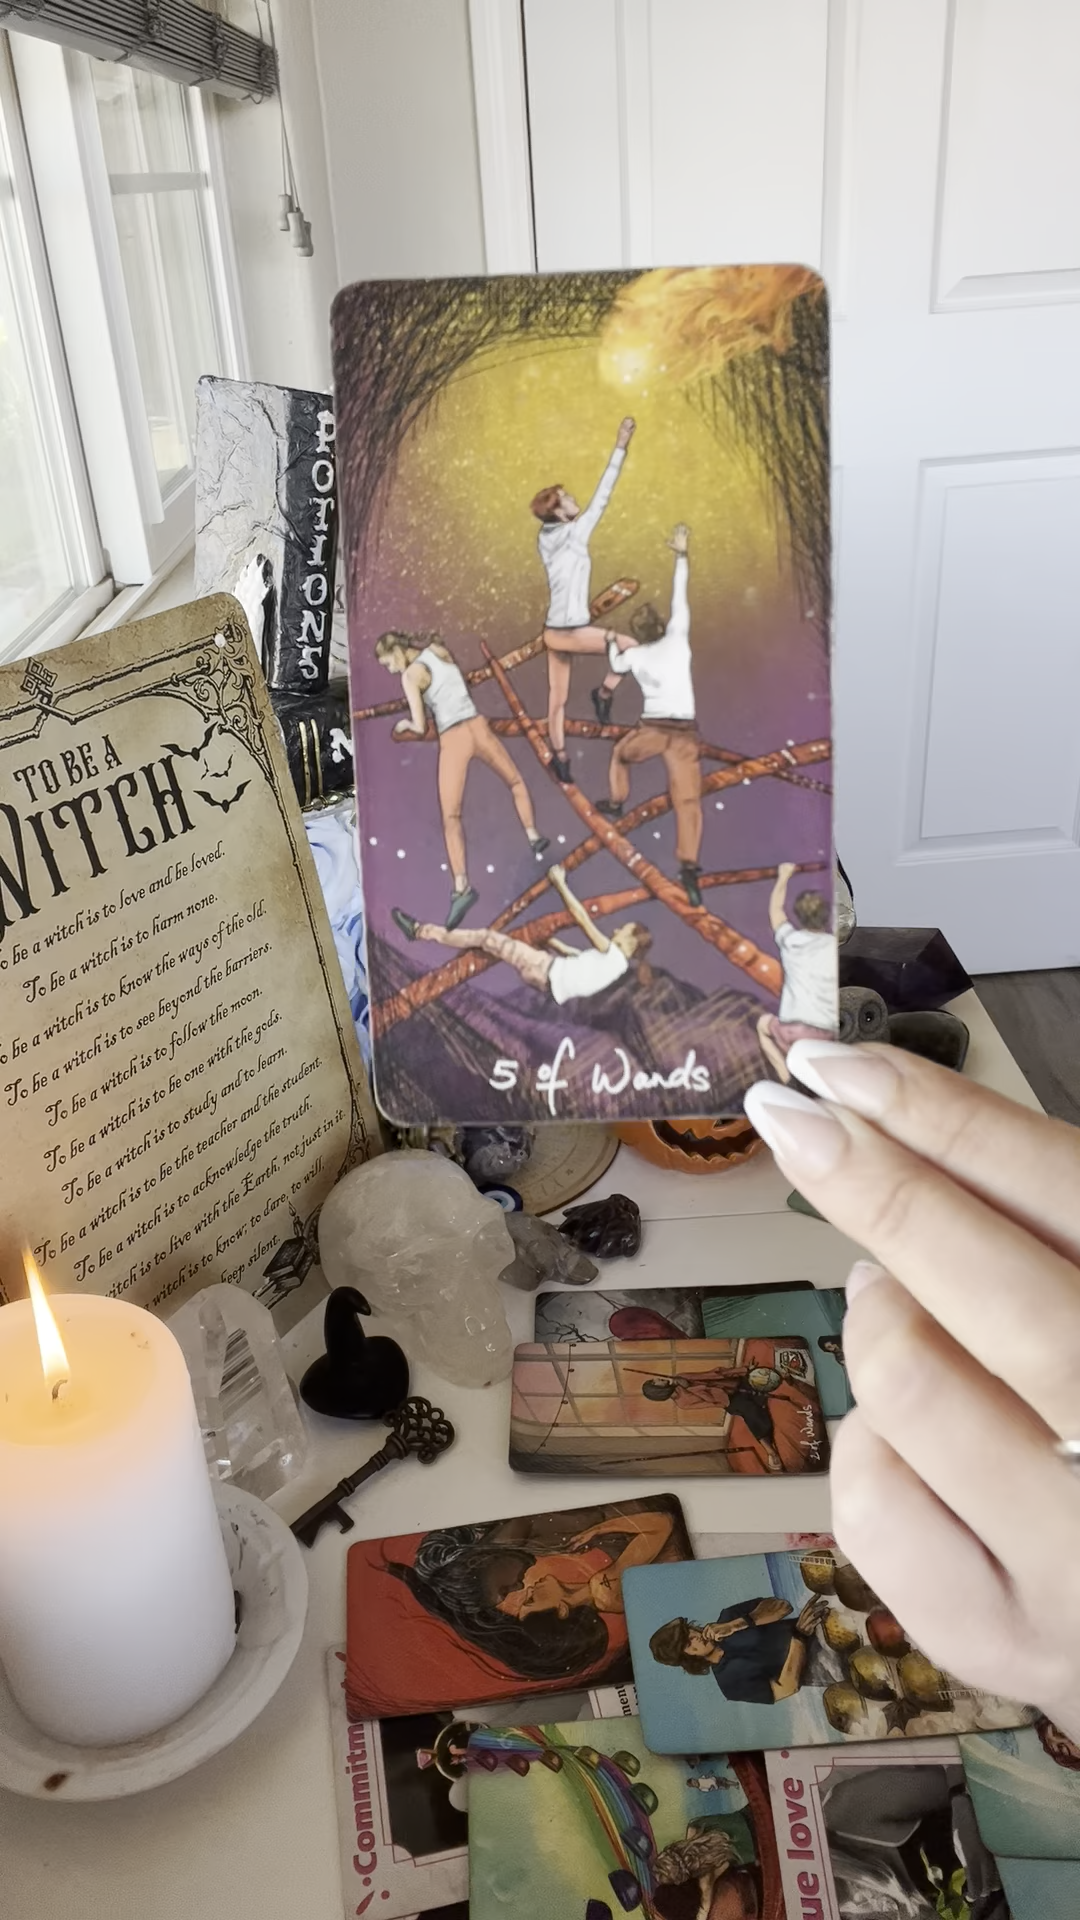 POTIONS
TO BE A
WITCH
To be a witch is to love and be loved.
To be a witch is to harm none.
To be a witch is to know the ways of the old.
To be a witch is to see beyond the barriers.
To be a witch is to follow the moon.
To be a witch is to be one with the gods.
To be a witch is to study and to learn.
To be a witch is to be the teacher and the student.
To be a witch is to acknowledge the truth.
witch is to live with the Earth, not just in it.
witch is to know; to dare, to will,
keep silent.
5 of Wands
2 of Wands
Commitm
ment
ue love